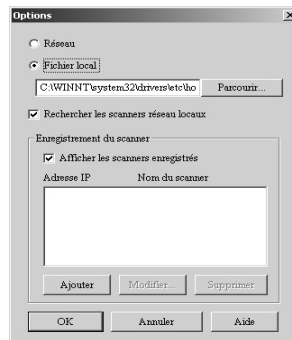 Options
Réseau
Fichier local
C:\WINNT\system32\drivers\etc\ho
Parcourir...
Rechercher les scanners réseau locaux
Enregistrement du scanner
Afficher les scanners enregistrés
Adresse IP Nom du scanner
Ajouter Modifier... Supprimer
OK Annuler Aide